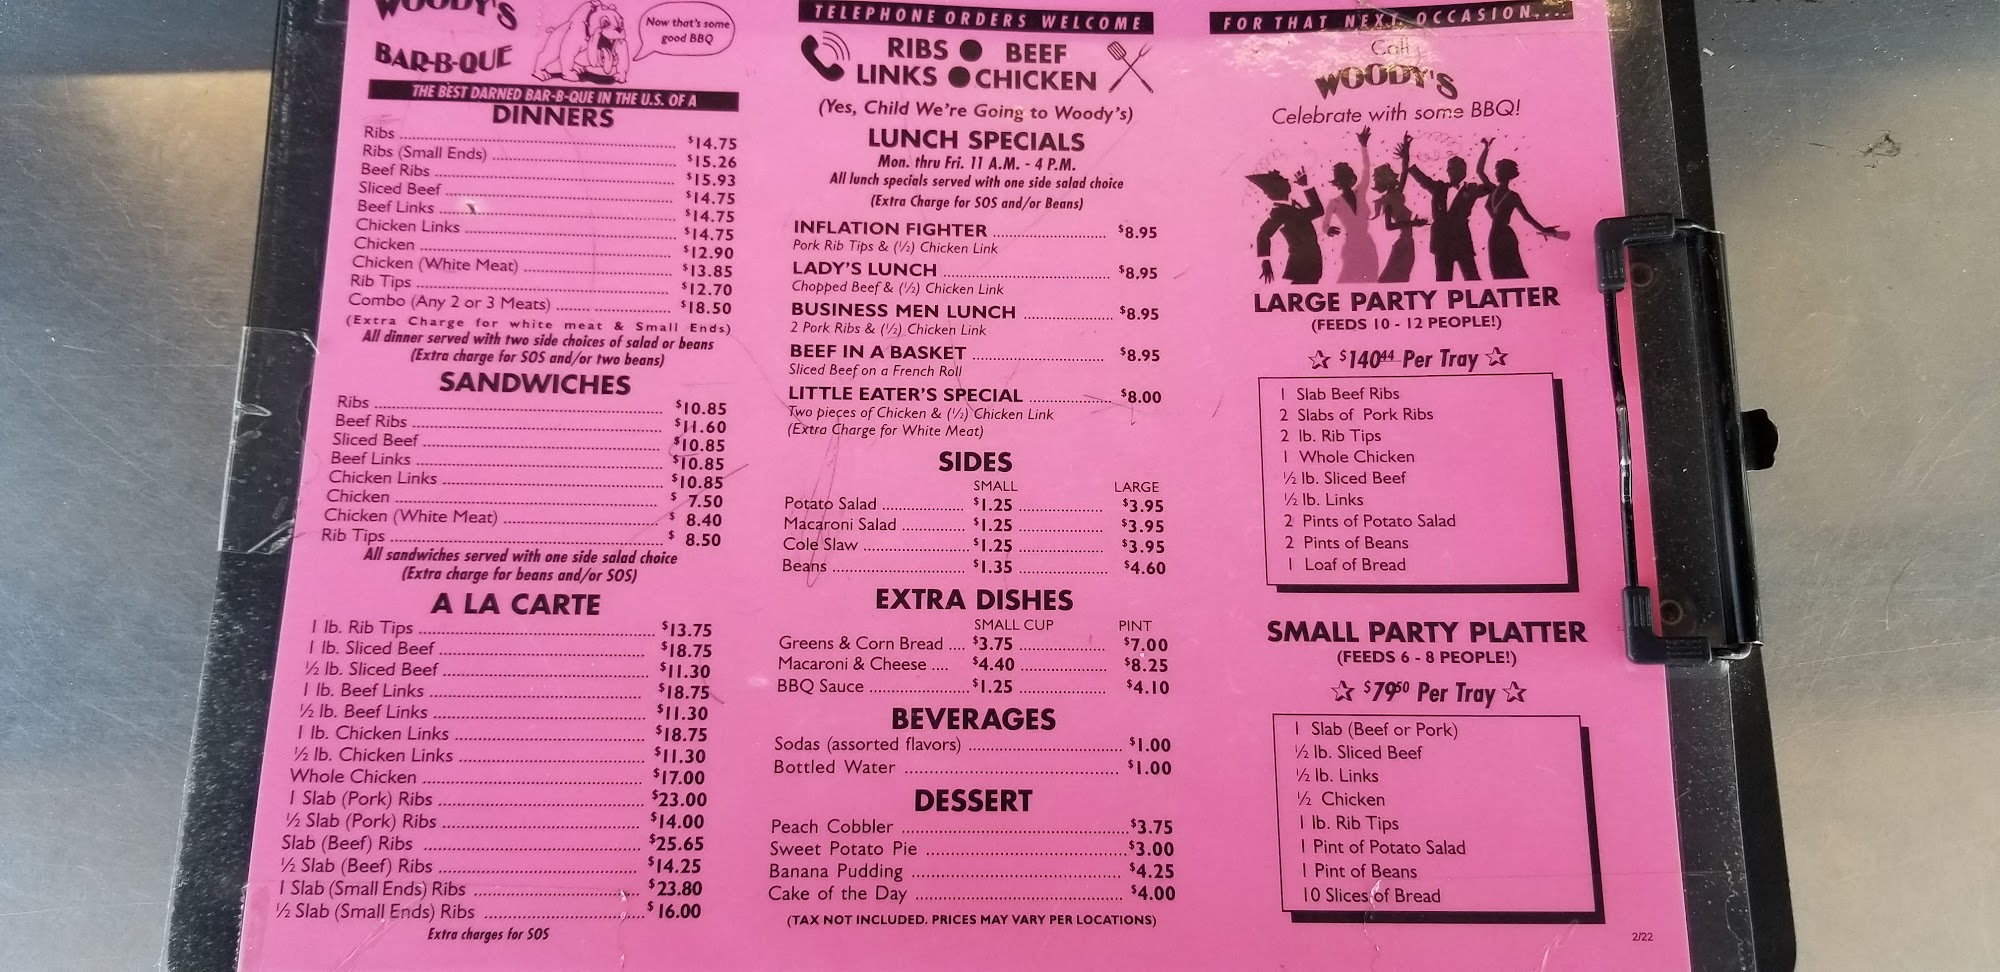 WOODY'S
BAR-B-QUE
Now that's some
good BBQ
THE BEST DARNED BAR-B-QUE IN THE U.S. OF A
DINNERS
Ribs $14.75
Ribs (Small Ends) $15.26
Beef Ribs $15.93
Sliced Beef $14.75
Beef Links $14.75
Chicken Links $14.75
Chicken $12.90
Chicken (White Meat) $13.85
Rib Tips $12.70
Combo (Any 2 or 3 Meats) $18.50
(Extra Charge for white meat & Small Ends)
All dinner served with two side choices of salad or beans
(Extra charge for SOS and/or two beans)
SANDWICHES
Ribs $10.85
Beef Ribs $11.60
Sliced Beef $10.85
Beef Links $10.85
Chicken Links $10.85
Chicken $ 7.50
Chicken (White Meat) $ 8.40
Rib Tips $ 8.50
All sandwiches served with one side salad choice
(Extra charge for beans and/or SOS)
A LA CARTE
1 lb. Rib Tips $13.75
1 lb. Sliced Beef $18.75
½ lb. Sliced Beef $11.30
1 lb. Beef Links $18.75
½ lb. Beef Links $11.30
1 lb. Chicken Links $18.75
½ lb. Chicken Links $11.30
Whole Chicken $17.00
1 Slab (Pork) Ribs $23.00
½ Slab (Pork) Ribs $14.00
Slab (Beef) Ribs $25.65
½ Slab (Beef) Ribs $14.25
1 Slab (Small Ends) Ribs $23.80
½ Slab (Small Ends) Ribs $16.00
Extra charges for SOS
TELEPHONE ORDERS WELCOME
RIBS ● BEEF
LINKS ● CHICKEN
(Yes, Child We're Going to Woody's)
LUNCH SPECIALS
Mon. thru Fri. 11 A.M. - 4 P.M.
All lunch specials served with one side salad choice
(Extra Charge for SOS and/or Beans)
INFLATION FIGHTER $8.95
Pork Rib Tips & (½) Chicken Link
LADY'S LUNCH $8.95
Chopped Beef & (½) Chicken Link
BUSINESS MEN LUNCH $8.95
2 Pork Ribs & (½) Chicken Link
BEEF IN A BASKET $8.95
Sliced Beef on a French Roll
LITTLE EATER'S SPECIAL $8.00
Two pieces of Chicken & (½) Chicken Link
(Extra Charge for White Meat)
SIDES
SMALL LARGE
Potato Salad $1.25 $3.95
Macaroni Salad $1.25 $3.95
Cole Slaw $1.25 $3.95
Beans $1.35 $4.60
EXTRA DISHES
SMALL CUP PINT
Greens & Corn Bread $3.75 $7.00
Macaroni & Cheese $4.40 $8.25
BBQ Sauce $1.25 $4.10
BEVERAGES
Sodas (assorted flavors) $1.00
Bottled Water $1.00
DESSERT
Peach Cobbler $3.75
Sweet Potato Pie $3.00
Banana Pudding $4.25
Cake of the Day $4.00
(TAX NOT INCLUDED. PRICES MAY VARY PER LOCATIONS)
FOR THAT NEXT OCCASION....
Call
WOODY'S
Celebrate with some BBQ!
LARGE PARTY PLATTER
(FEEDS 10 - 12 PEOPLE!)
☆ $140.44 Per Tray ☆
1 Slab Beef Ribs
2 Slabs of Pork Ribs
2 lb. Rib Tips
1 Whole Chicken
½ lb. Sliced Beef
½ lb. Links
2 Pints of Potato Salad
2 Pints of Beans
1 Loaf of Bread
SMALL PARTY PLATTER
(FEEDS 6 - 8 PEOPLE!)
☆ $79.50 Per Tray ☆
1 Slab (Beef or Pork)
½ lb. Sliced Beef
½ lb. Links
½ Chicken
1 lb. Rib Tips
1 Pint of Potato Salad
1 Pint of Beans
10 Slices of Bread
2/22